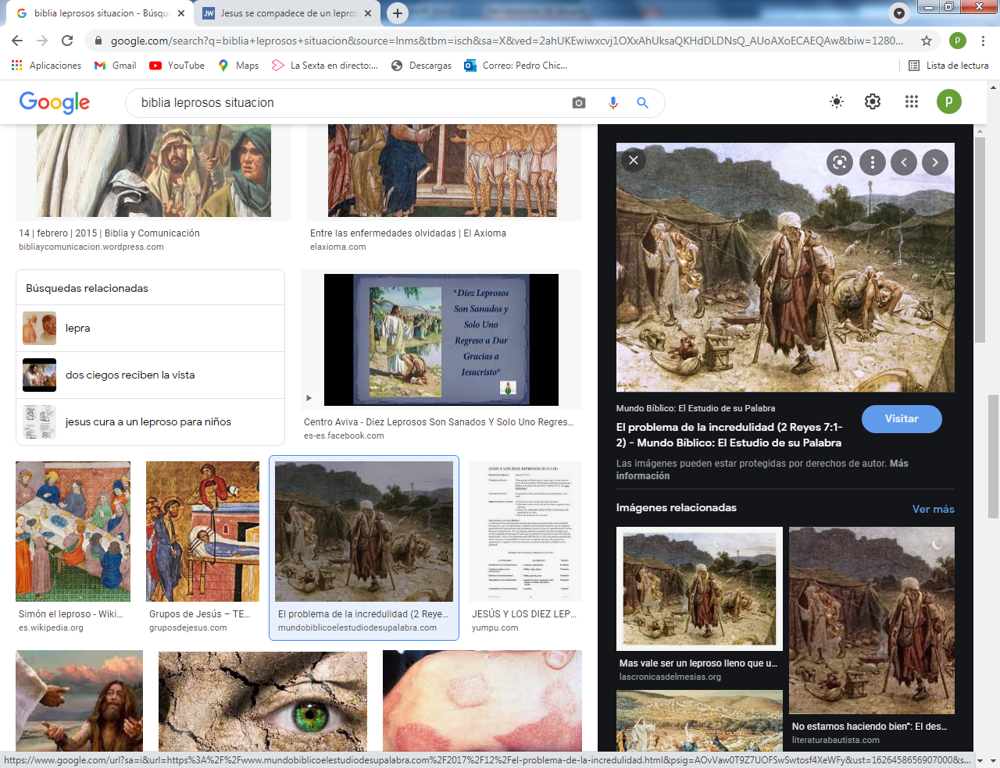 biblia leprosos situacion - Búsqu
Jesus se compadece de un lepros
google.com/search?q=biblia+leprosos+situacion&source=lnms&tbm=isch&sa=X&ved=2ahUKEwiwxcvj1OXxAhUksaQKHdDLDNsQ_AUoAXoECAEQAw&biw=1280...
Aplicaciones
Gmail
YouTube
Maps
La Sexta en directo:...
Descargas
Correo: Pedro Chic...
Lista de lectura
Google
biblia leprosos situacion
14 | febrero | 2015 | Biblia y Comunicación
bibliaycomunicacion.wordpress.com
Entre las enfermedades olvidadas | El Axioma
elaxioma.com
Búsquedas relacionadas
lepra
dos ciegos reciben la vista
jesus cura a un leproso para niños
*Diez Leprosos
Son Sanados y
Solo Uno
Regreso a Dar
Gracias a
Jesucristo*
Centro Aviva - Diez Leprosos Son Sanados Y Solo Uno Regres...
es-es.facebook.com
Simón el leproso - Wiki...
es.wikipedia.org
Grupos de Jesús – TE...
gruposdejesus.com
El problema de la incredulidad (2 Reye...
mundobiblicoelestudiodesupalabra.com
JESÚS Y LOS DIEZ LEPROSOS (D.11.1.10)
JESÚS Y LOS DIEZ LEP...
yumpu.com
Mundo Bíblico: El Estudio de su Palabra
El problema de la incredulidad (2 Reyes 7:1-
2) - Mundo Bíblico: El Estudio de su Palabra
Visitar
Las imágenes pueden estar protegidas por derechos de autor. Más
información
Imágenes relacionadas
Ver más
Mas vale ser un leproso lleno que u...
lascronicasdelmesias.org
No estamos haciendo bien”: El des...
literaturabautista.com
https://www.google.com/url?sa=i&url=https%3A%2F%2Fwww.mundobiblicoelestudiodesupalabra.com%2F2017%2F12%2Fel-problema-de-la-incredulidad.html&psig=AOvVaw0T9Z7UOFSwSwtosf4XeWFy&ust=1626458656907000&s...